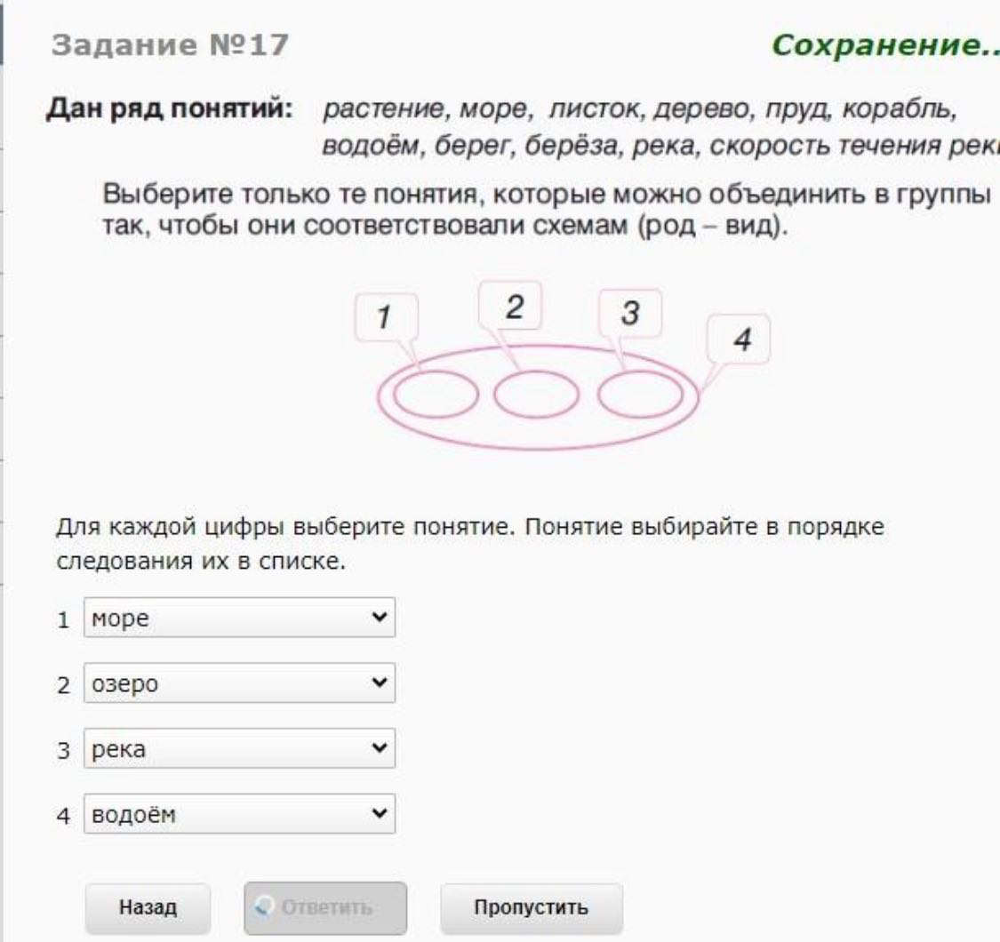 Задание №17
Сохранение..
Дан ряд понятий: растение, море, листок, дерево, пруд, корабль,
водоём, берег, берёза, река, скорость течения реки
Выберите только те понятия, которые можно объединить в группы
так, чтобы они соответствовали схемам (род – вид).
1 2 3 4
Для каждой цифры выберите понятие. Понятие выбирайте в порядке
следования их в списке.
1 море
2 озеро
3 река
4 водоём
Назад Ответить Пропустить